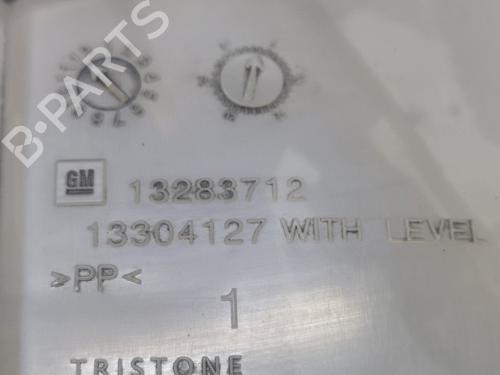 B-PARTS
GM 13283712
13304127 WITH LEVEL
>PP<
1
TRISTONE